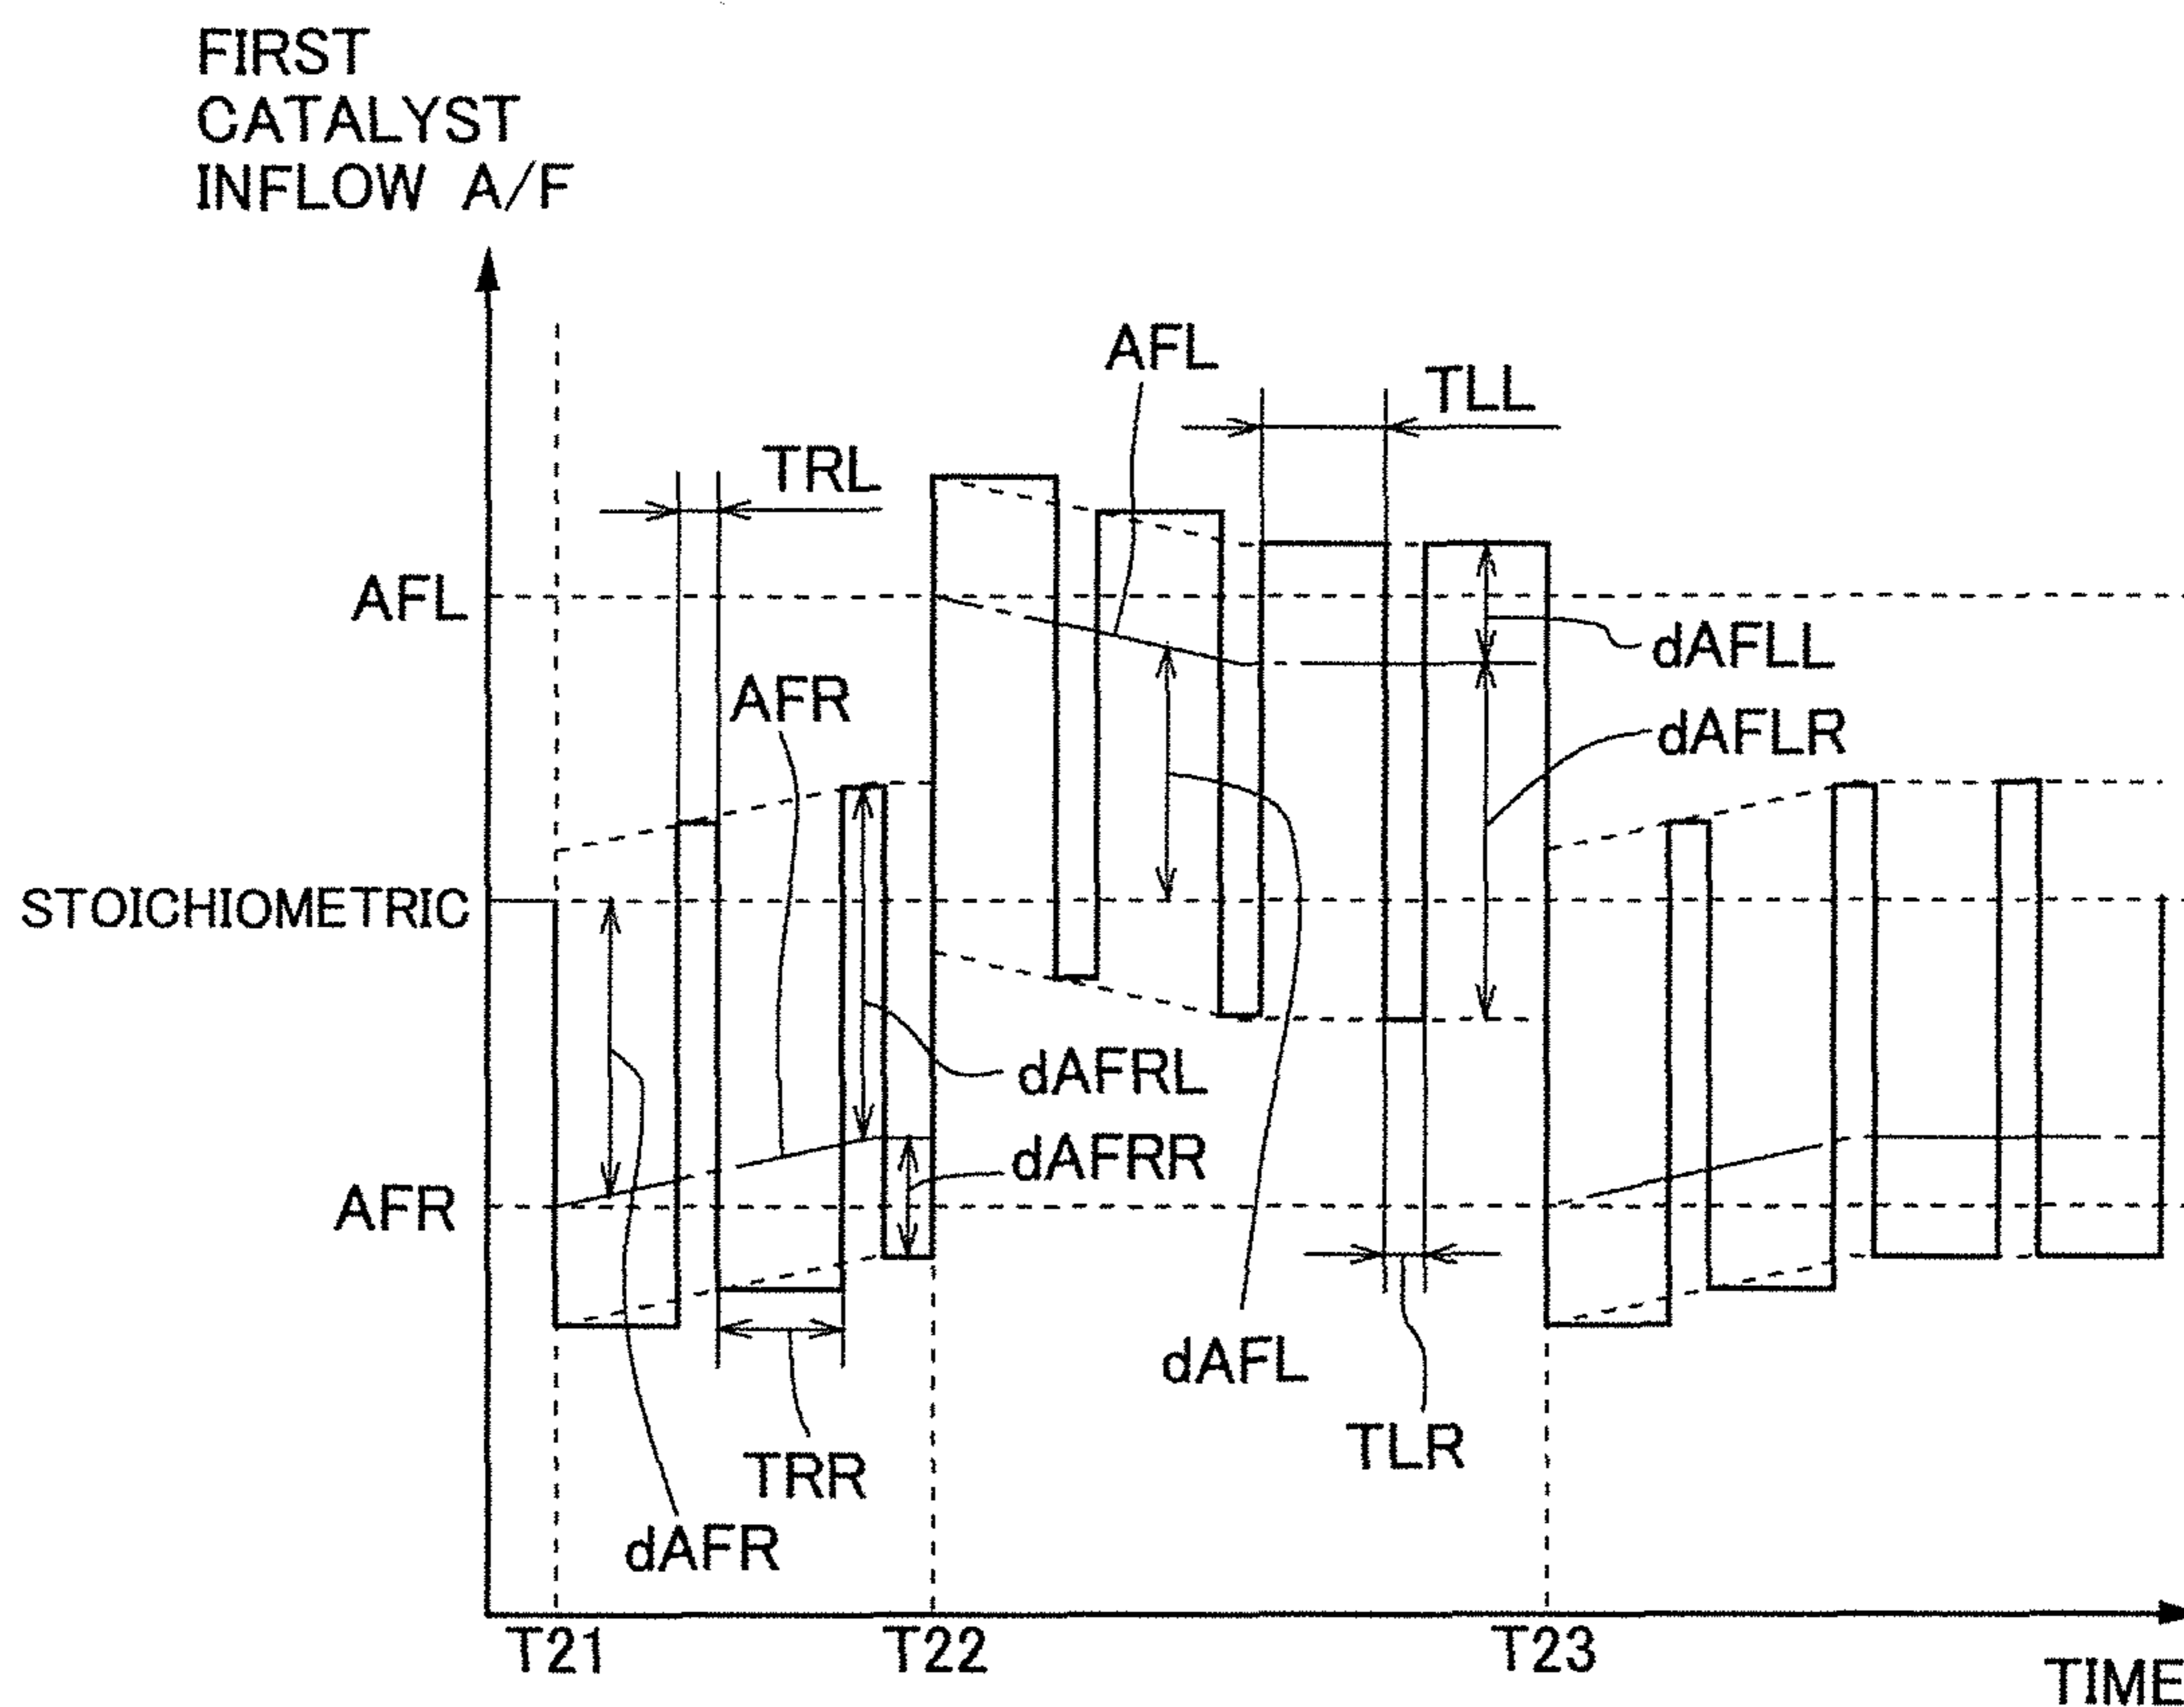 FIRST
CATALYST
INFLOW A/F
AFL
TLL
TRL
AFL
dAFLL
AFR
dAFLR
STOICHIOMETRIC
dAFRL
dAFRR
AFR
dAFL
TLR
TRR
dAFR
T21
T22
T23
TIME